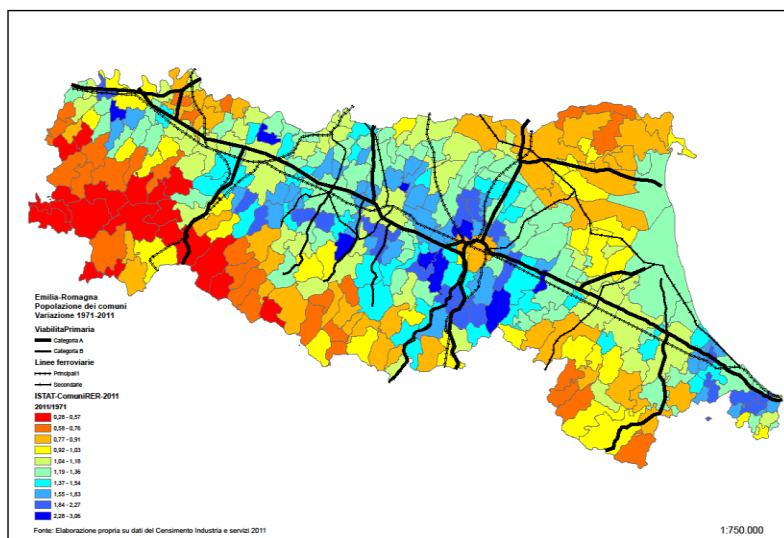 Emilia-Romagna
Popolazione dei comuni
Variazione 1971-2011
ViabilitaPrimaria
Categoria A
Categoria B
Linee ferroviarie
Principali1
Secondarie
ISTAT-ComuniRER-2011
2011/1971
0,28 - 0,57
0,58 - 0,76
0,77 - 0,91
0,92 - 1,03
1,04 - 1,18
1,19 - 1,36
1,37 - 1,54
1,55 - 1,83
1,84 - 2,27
2,28 - 3,06
Fonte: Elaborazione propria su dati del Censimento Industria e servizi 2011
1:750.000